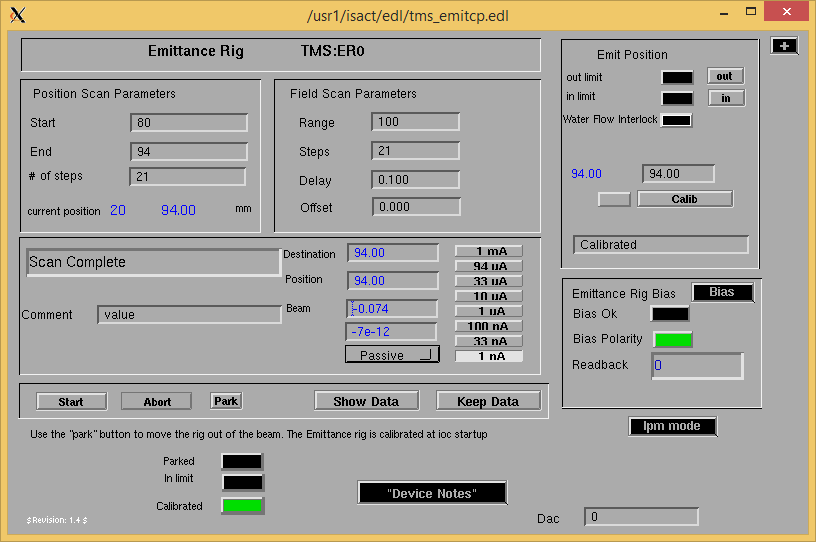 /usr1/isact/edl/tms_emitcp.edl
Emittance Rig TMS:ER0
Position Scan Parameters
Start 80
End 94
# of steps 21
current position 20 94.00 mm
Field Scan Parameters
Range 100
Steps 21
Delay 0.100
Offset 0.000
Emit Position
out limit out
in limit in
Water Flow Interlock
94.00 94.00
Calib
Calibrated
+
Scan Complete
Comment value
Destination 94.00
Position 94.00
Beam -0.074
-7e-12
Passive
1 mA
94 uA
33 uA
10 uA
1 uA
100 nA
33 nA
1 nA
Emittance Rig Bias Bias
Bias Ok
Bias Polarity
Readback 0
Start Abort Park Show Data Keep Data
Ipm mode
Use the "park" button to move the rig out of the beam. The Emittance rig is calibrated at ioc startup
Parked
In limit
Calibrated
"Device Notes"
Dac 0
$Revision: 1.4 $